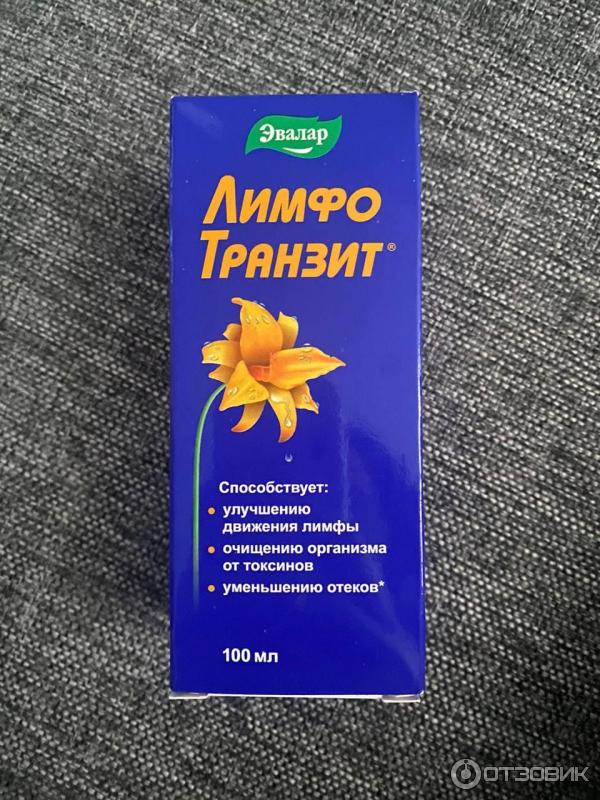 Эвалар
Лимфо
Транзит®
Способствует:
• улучшению
движения лимфы
• очищению организма
от токсинов
• уменьшению отеков*
100 мл
ОТЗОВИК